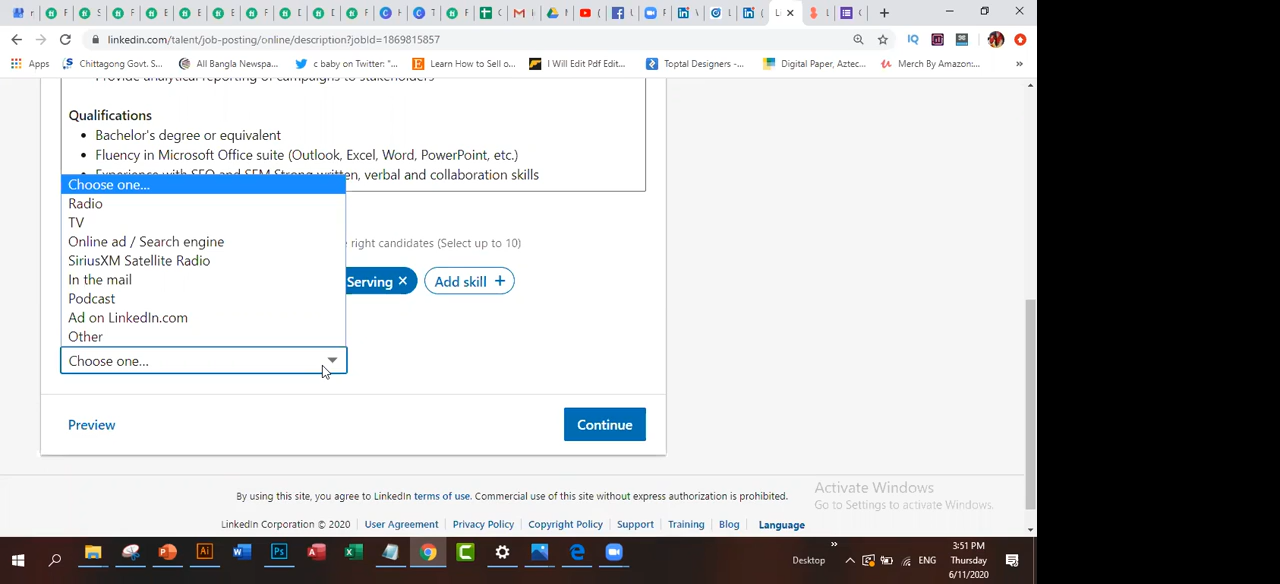 linkedin.com/talent/job-posting/online/description?jobId=1869815857
Apps
Chittagong Govt. S...
All Bangla Newspa...
c baby on Twitter: "...
Learn How to Sell o...
I Will Edit Pdf Edit...
Toptal Designers -...
Digital Paper, Aztec...
Merch By Amazon:...
»
Provide analytical reporting of campaigns to stakeholders
Qualifications
• Bachelor's degree or equivalent
• Fluency in Microsoft Office suite (Outlook, Excel, Word, PowerPoint, etc.)
• Experience with SEO and SEM Strong written, verbal and collaboration skills
Choose one...
Radio
TV
Online ad / Search engine
SiriusXM Satellite Radio
In the mail
Podcast
Ad on LinkedIn.com
Other
right candidates (Select up to 10)
Serving ×
Add skill +
Choose one...
Preview
Continue
By using this site, you agree to LinkedIn terms of use. Commercial use of this site without express authorization is prohibited.
LinkedIn Corporation © 2020
User Agreement
Privacy Policy
Copyright Policy
Support
Training
Blog
Language
Activate Windows
Go to Settings to activate Windows.
Desktop
»
ENG
3:51 PM
Thursday
6/11/2020